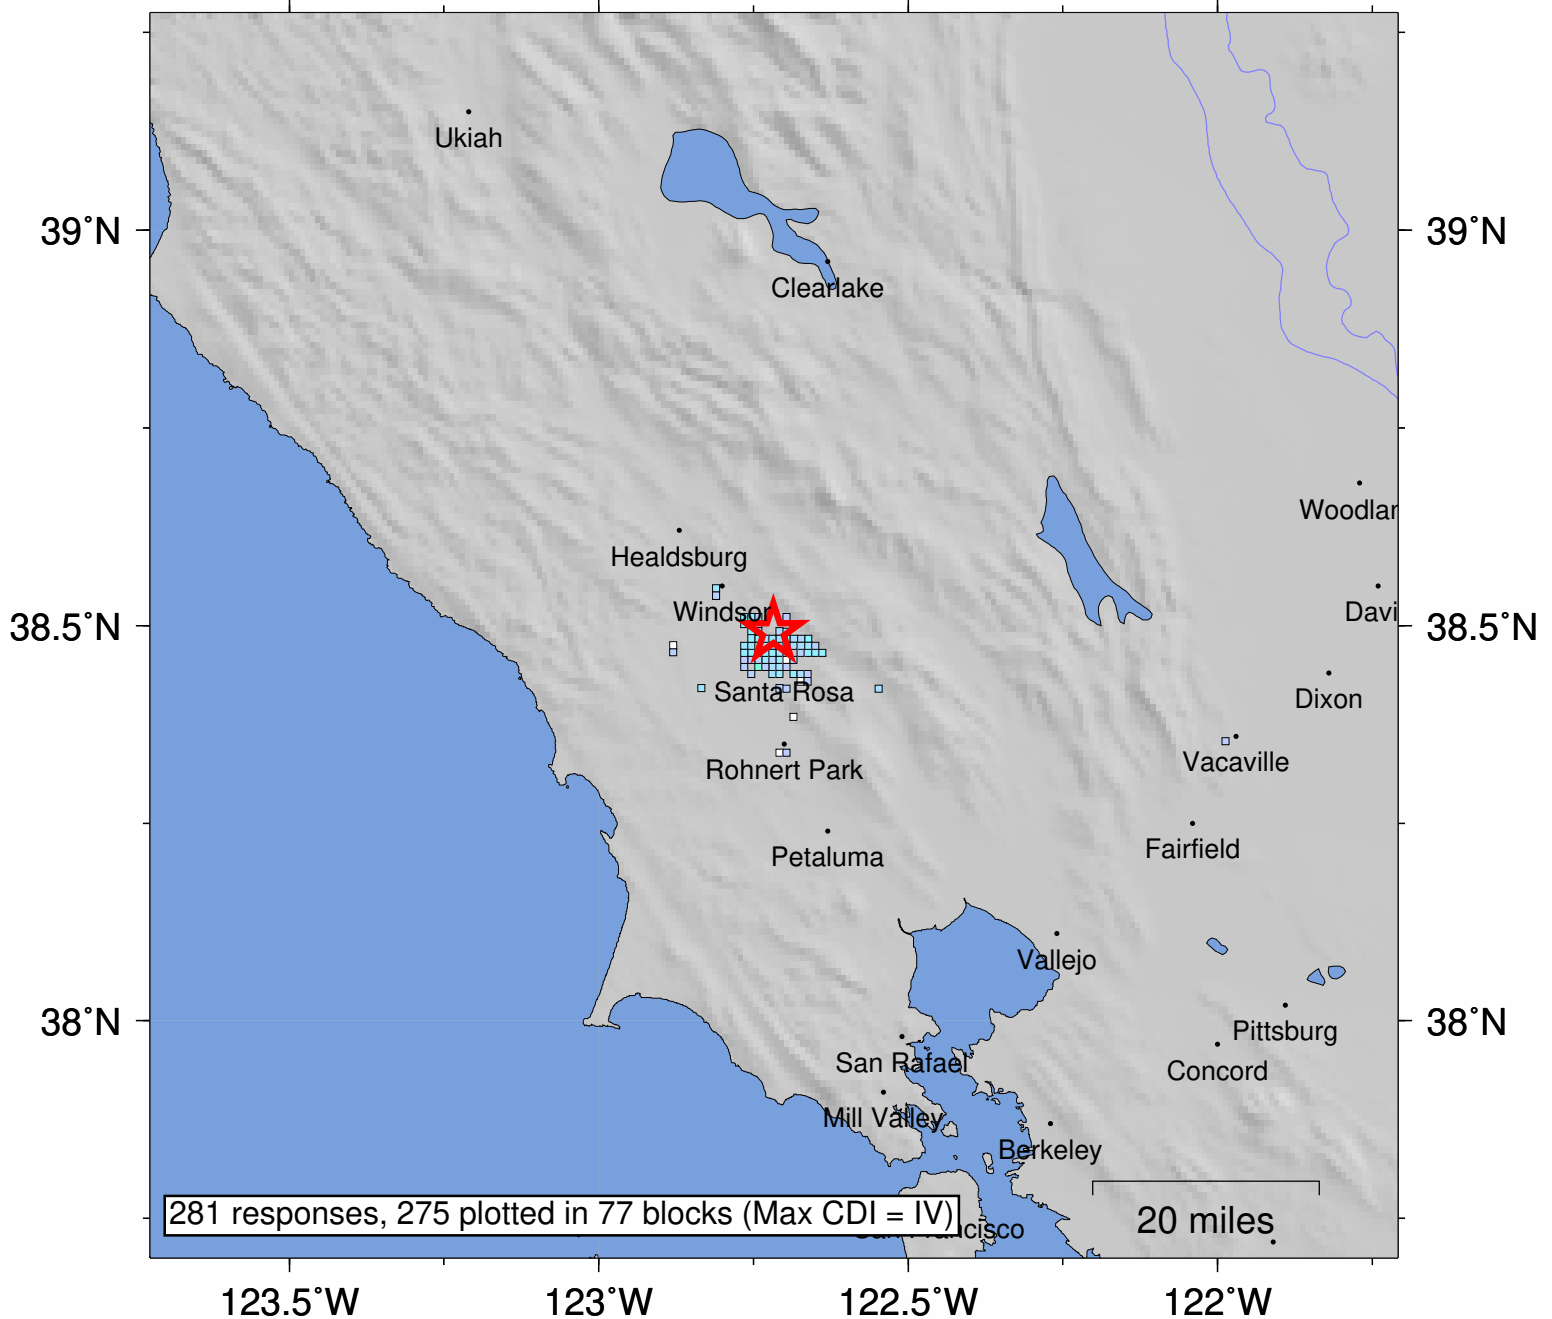 Ukiah
39˚N
39˚N
Clearlake
Woodlan
Healdsburg
Windsor
Davi
38.5˚N
38.5˚N
Santa Rosa
Dixon
Vacaville
Rohnert Park
Fairfield
Petaluma
Vallejo
38˚N
38˚N
Pittsburg
San Rafael
Concord
Mill Valley
Berkeley
281 responses, 275 plotted in 77 blocks (Max CDI = IV)
20 miles
123.5˚W
123˚W
122.5˚W
122˚W